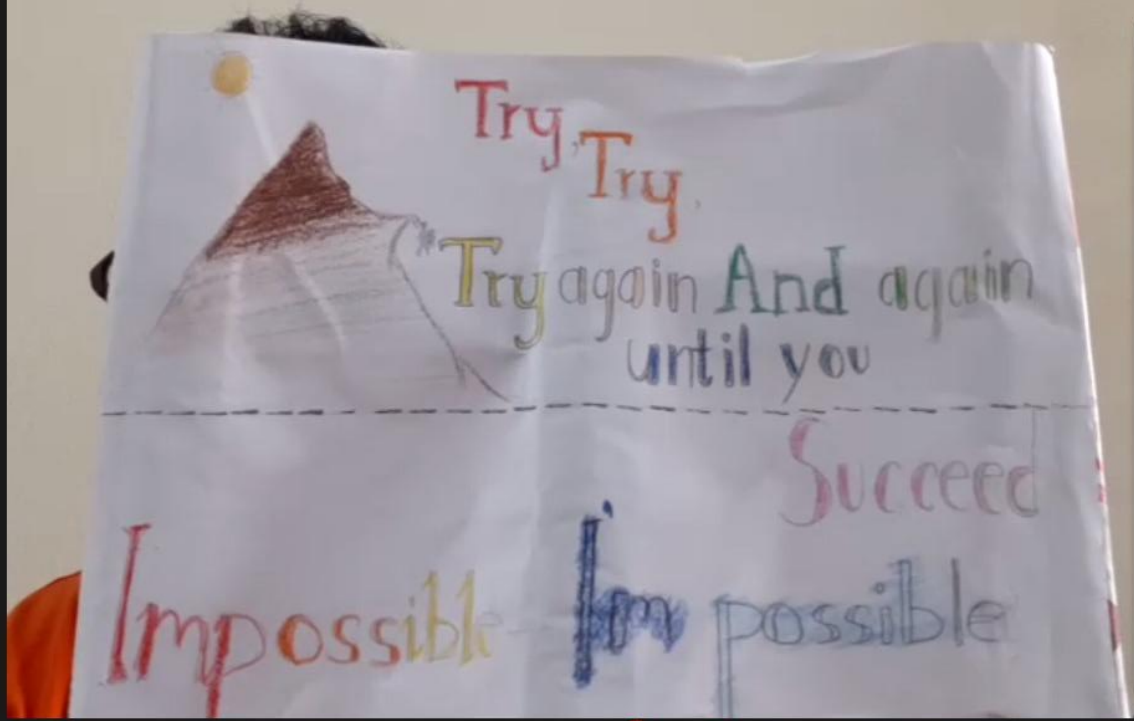 Try,
Try,
Try again And again
until you
Succeed
Impossible I'm possible